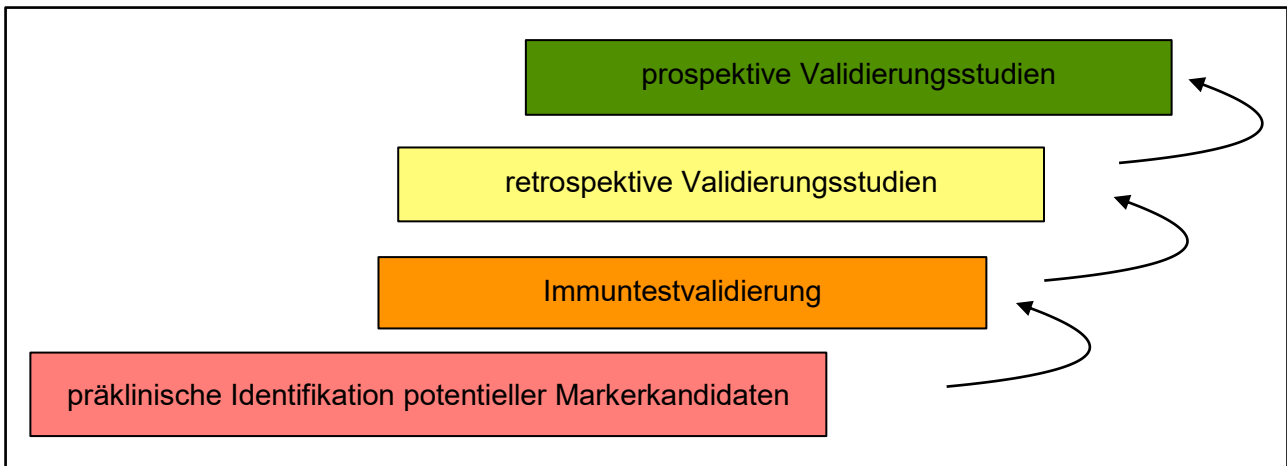 prospektive Validierungsstudien
retrospektive Validierungsstudien
Immuntestvalidierung
präklinische Identifikation potentieller Markerkandidaten